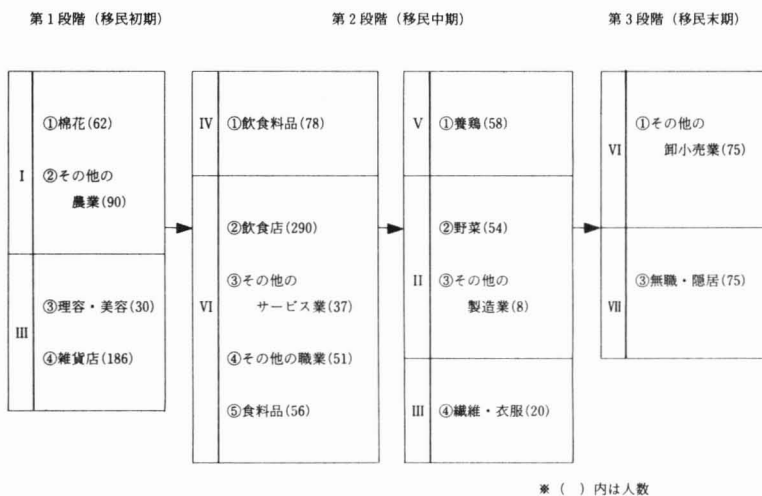 第1段階（移民初期）
第2段階（移民中期）
第3段階（移民末期）
I
①棉花(62)
②その他の
農業(90)
III
③理容・美容(30)
④雑貨店(186)
IV
①飲食料品(78)
VI
②飲食店(290)
③その他の
サービス業(37)
④その他の職業(51)
⑤食料品(56)
V
①養鶏(58)
II
②野菜(54)
③その他の
製造業(8)
III
④繊維・衣服(20)
VI
①その他の
卸小売業(75)
VII
③無職・隠居(75)
※（　）内は人数